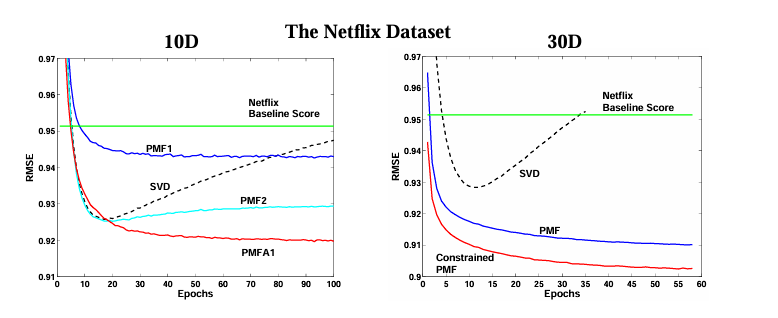 The Netflix Dataset
10D
0.97
0.96
0.95
0.94
0.93
0.92
0.91
RMSE
Netflix
Baseline Score
PMF1
SVD
PMF2
PMFA1
0 10 20 30 40 50 60 70 80 90 100
Epochs
30D
0.97
0.96
0.95
0.94
0.93
0.92
0.91
0.9
RMSE
Netflix
Baseline Score
SVD
PMF
Constrained
PMF
0 5 10 15 20 25 30 35 40 45 50 55 60
Epochs